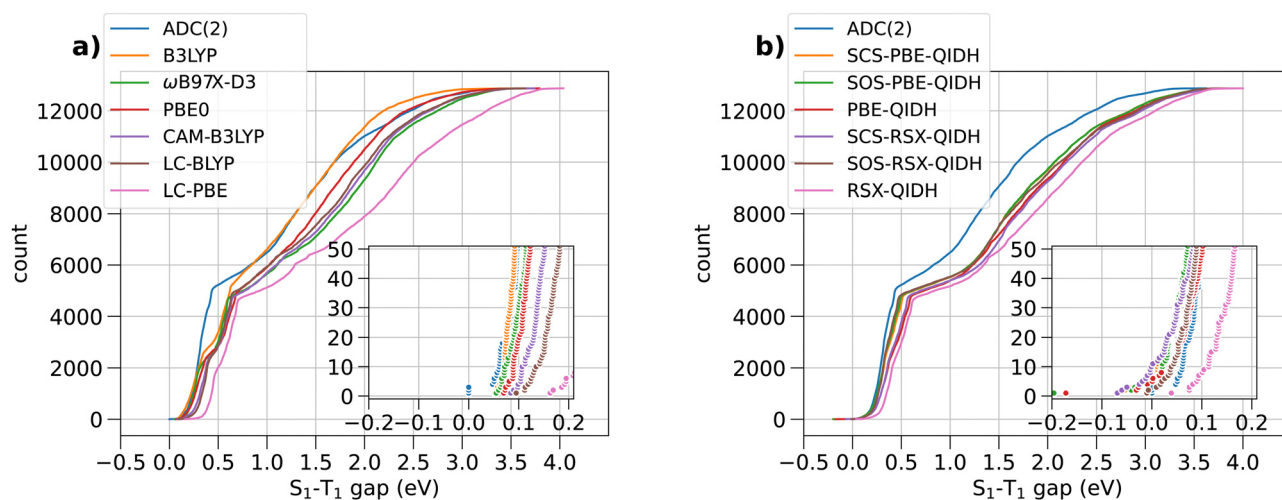 a)
ADC(2)
B3LYP
ωB97X-D3
PBE0
CAM-B3LYP
LC-BLYP
LC-PBE
count
12000
10000
8000
6000
4000
2000
0
−0.5 0.0 0.5 1.0 1.5 2.0 2.5 3.0 3.5 4.0
S₁-T₁ gap (eV)
50
40
30
20
10
0
−0.2 −0.1 0.0 0.1 0.2
b)
ADC(2)
SCS-PBE-QIDH
SOS-PBE-QIDH
PBE-QIDH
SCS-RSX-QIDH
SOS-RSX-QIDH
RSX-QIDH
count
12000
10000
8000
6000
4000
2000
0
−0.5 0.0 0.5 1.0 1.5 2.0 2.5 3.0 3.5 4.0
S₁-T₁ gap (eV)
50
40
30
20
10
0
−0.2 −0.1 0.0 0.1 0.2